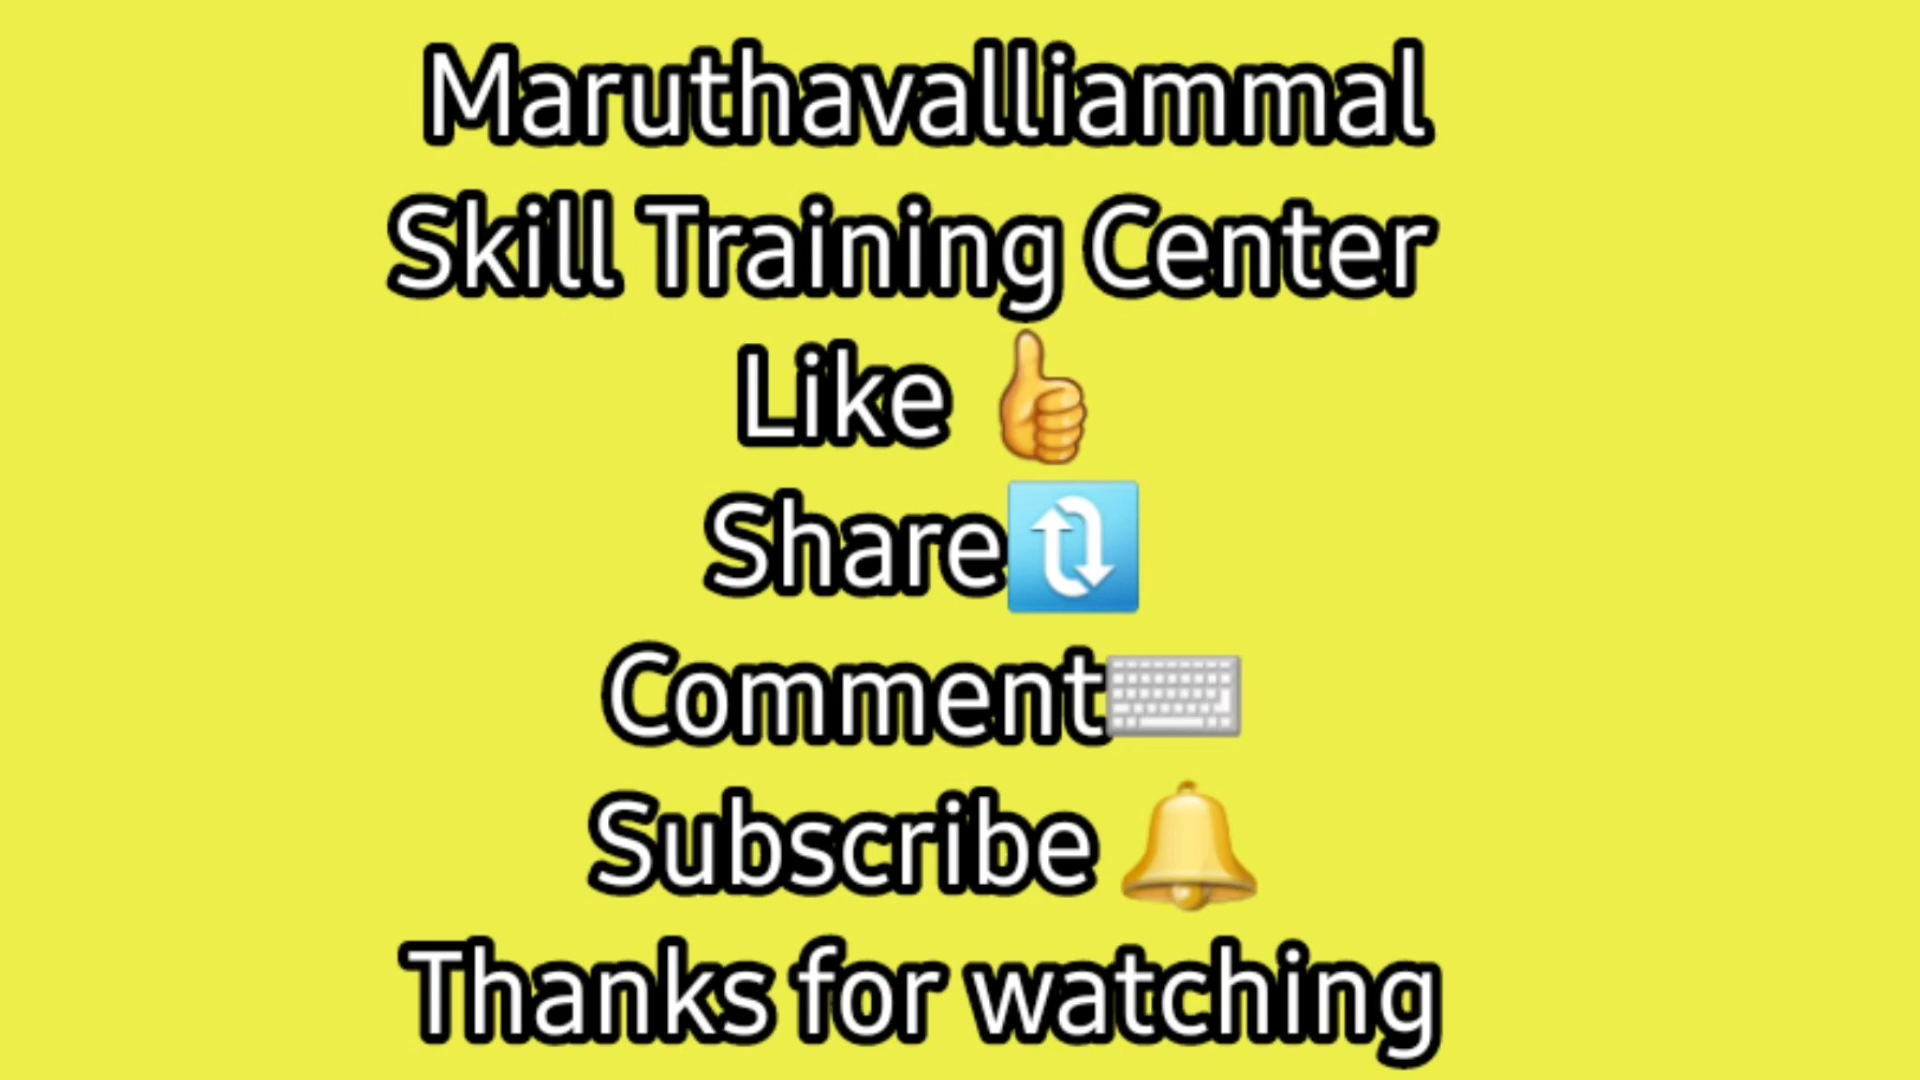 Maruthavalliammal
Skill Training Center
Like 👍
Share🔃
Comment⌨️
Subscribe 🔔
Thanks for watching